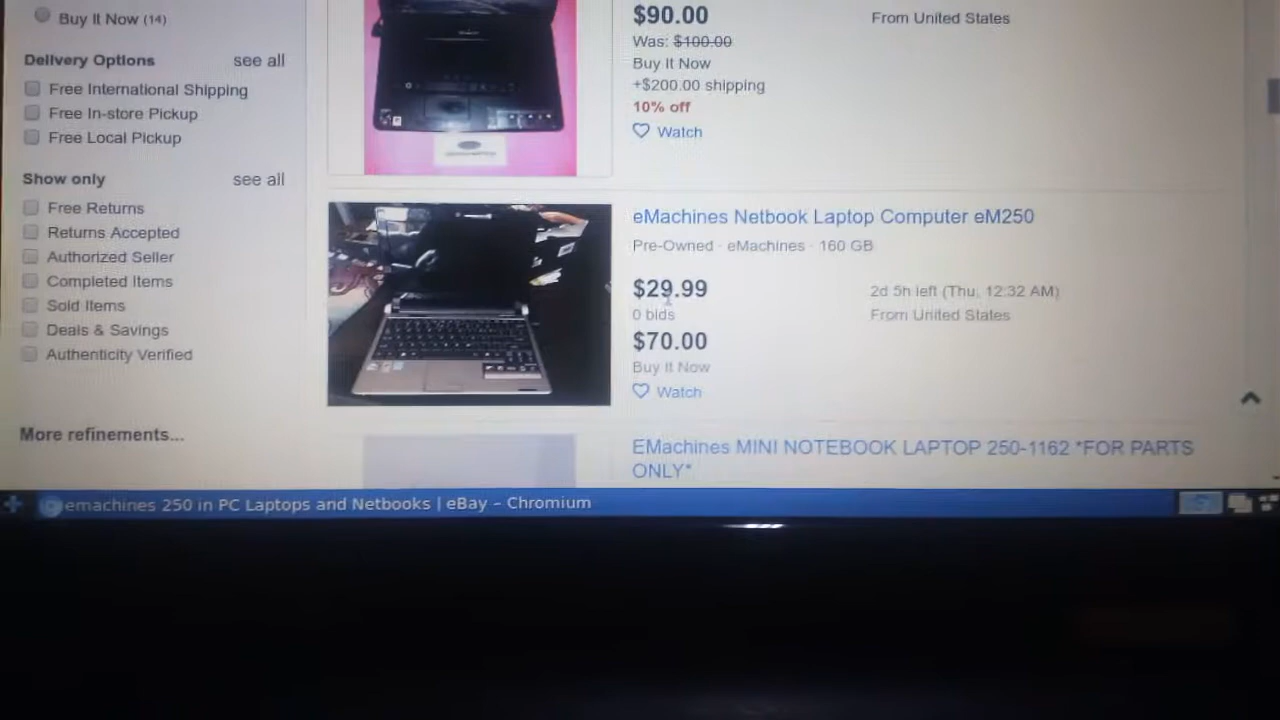 Buy It Now (14)
Delivery Options see all
Free International Shipping
Free In-store Pickup
Free Local Pickup
Show only see all
Free Returns
Returns Accepted
Authorized Seller
Completed Items
Sold Items
Deals & Savings
Authenticity Verified
More refinements...
$90.00 From United States
Was: $100.00
Buy It Now
+$200.00 shipping
10% off
Watch
eMachines Netbook Laptop Computer eM250
Pre-Owned · eMachines · 160 GB
$29.99 2d 5h left (Thu, 12:32 AM)
0 bids From United States
$70.00
Buy It Now
Watch
EMachines MINI NOTEBOOK LAPTOP 250-1162 *FOR PARTS
ONLY*
emachines 250 in PC Laptops and Netbooks | eBay – Chromium